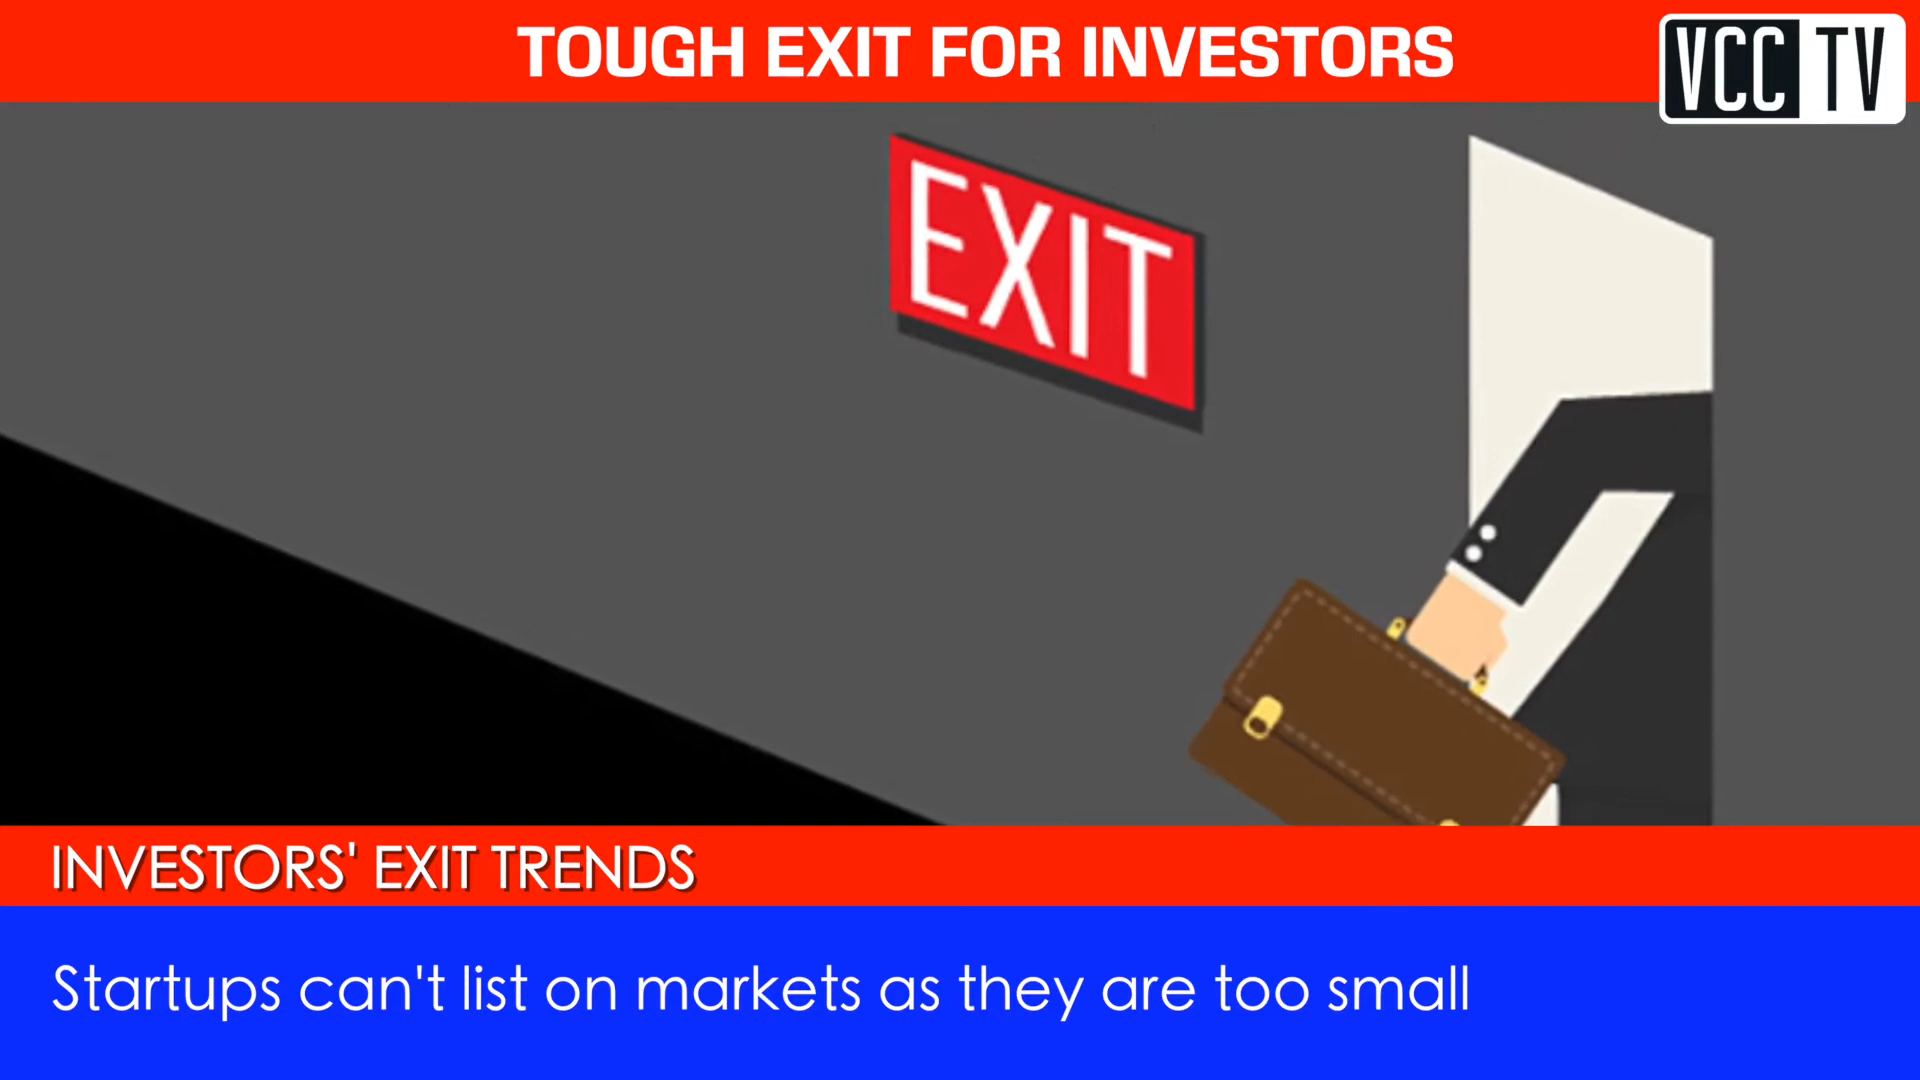 TOUGH EXIT FOR INVESTORS
VCC TV
EXIT
INVESTORS' EXIT TRENDS
Startups can't list on markets as they are too small